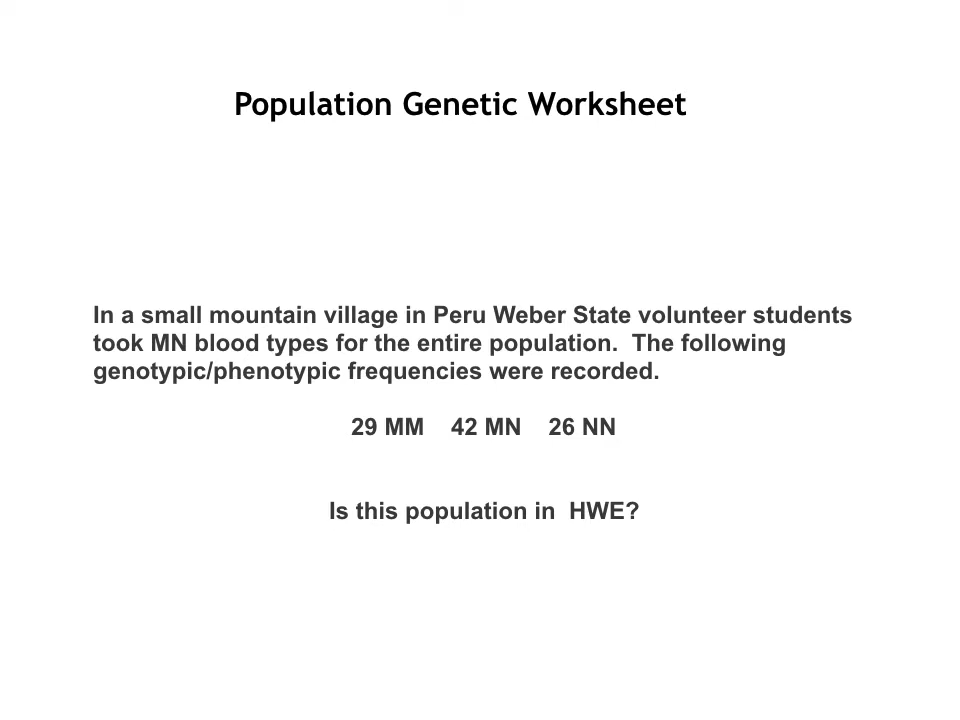 Population Genetic Worksheet
In a small mountain village in Peru Weber State volunteer students
took MN blood types for the entire population.  The following
genotypic/phenotypic frequencies were recorded.
29 MM    42 MN    26 NN
Is this population in  HWE?